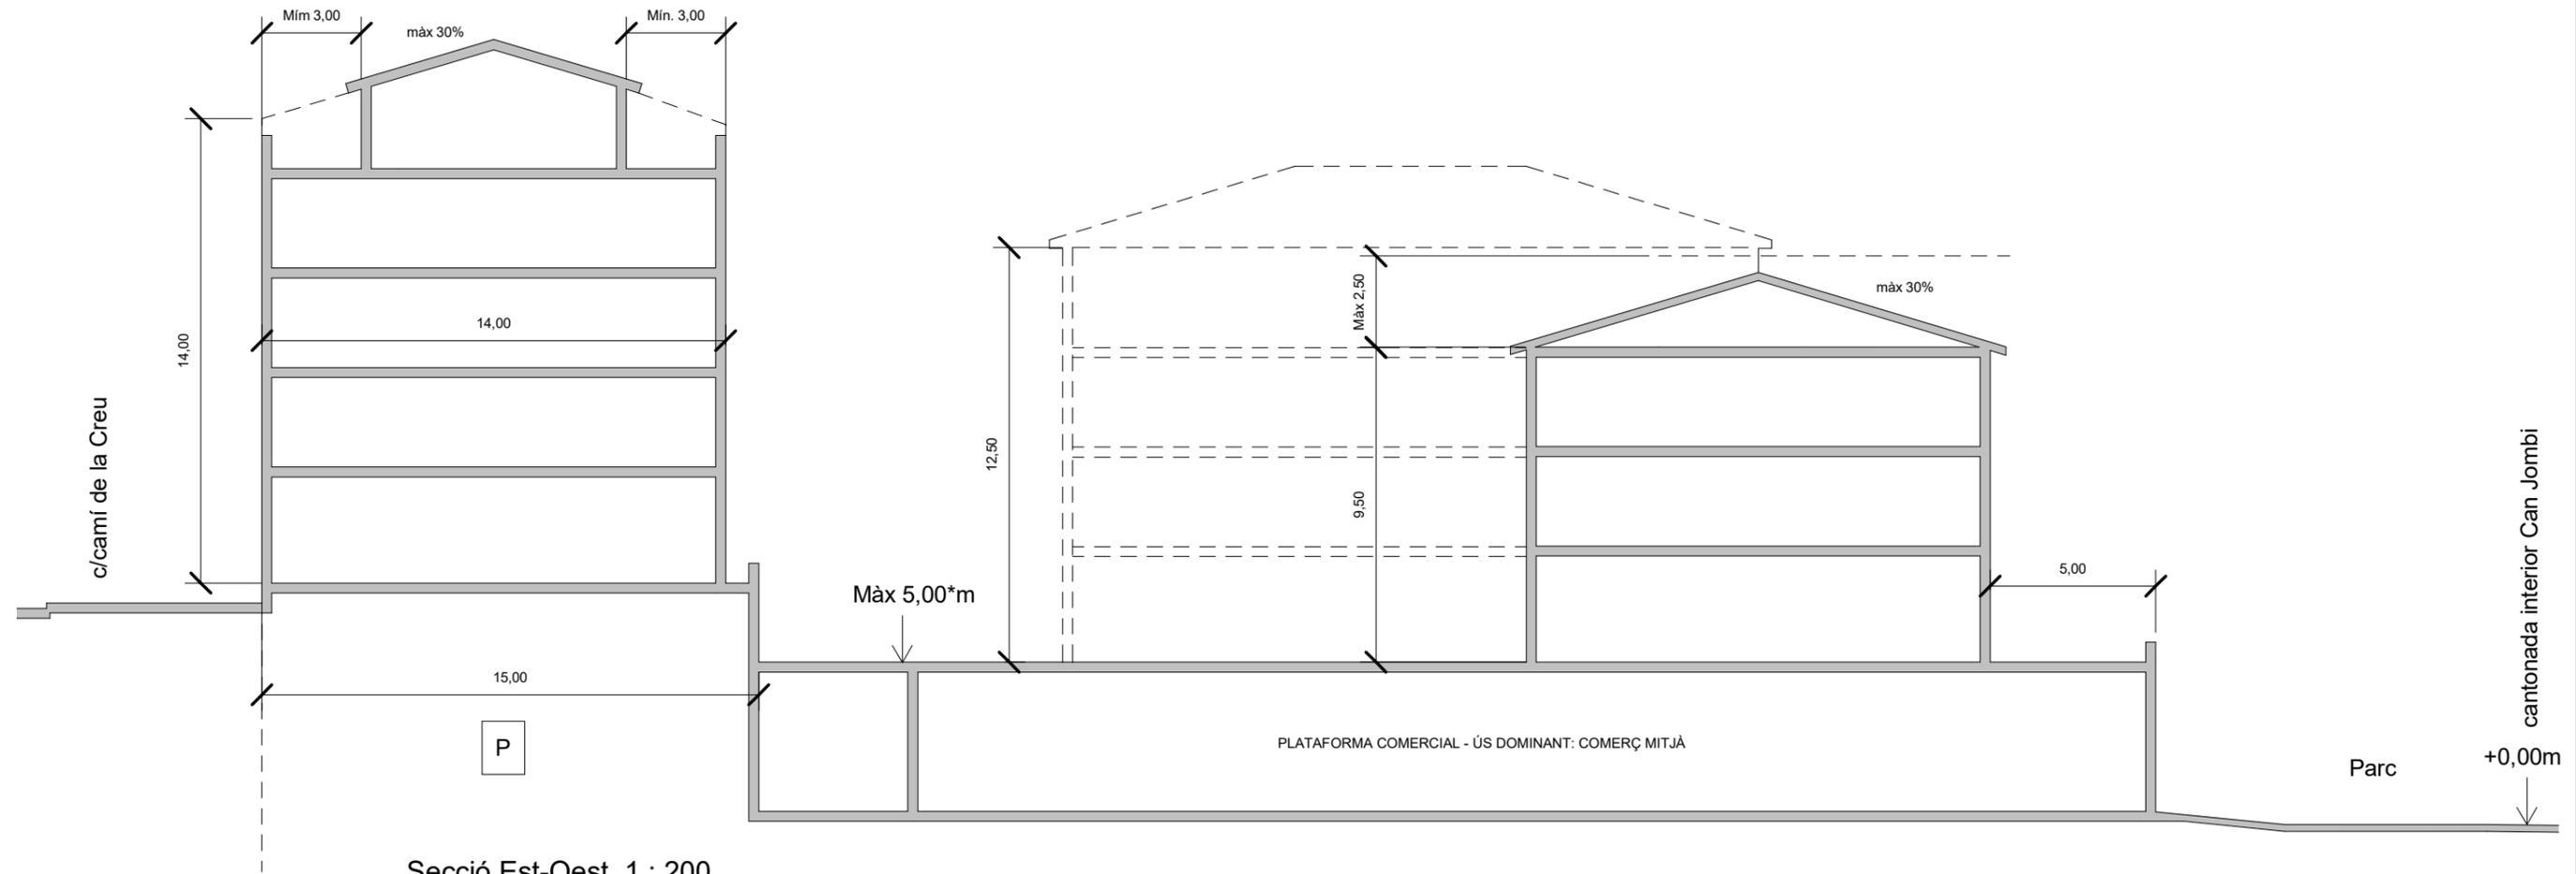 Mím 3,00
Mín. 3,00
màx 30%
14,00
14,00
c/camí de la Creu
15,00
P
Màx 5,00*m
12,50
Màx 2,50
9,50
màx 30%
5,00
PLATAFORMA COMERCIAL - ÚS DOMINANT: COMERÇ MITJÀ
Parc
+0,00m
cantonada interior Can Jombi
Secció Est-Oest 1 : 200